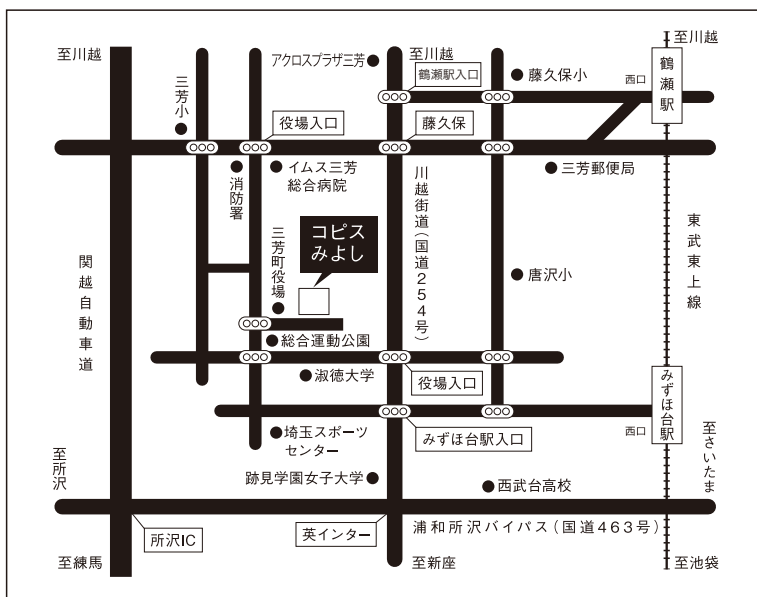 至川越
アクロスプラザ三芳
至川越
至川越
鶴瀬駅入口
藤久保小
西口
鶴瀬駅
三芳小
役場入口
藤久保
消防署
イムス三芳
総合病院
三芳郵便局
コピス
みよし
三芳町役場
川越街道(国道254号)
唐沢小
東武東上線
関越自動車道
総合運動公園
淑徳大学
役場入口
みずほ台駅
西口
埼玉スポーツ
センター
みずほ台駅入口
至所沢
至さいたま
跡見学園女子大学
西武台高校
所沢IC
英インター
浦和所沢バイパス(国道463号)
至練馬
至新座
至池袋